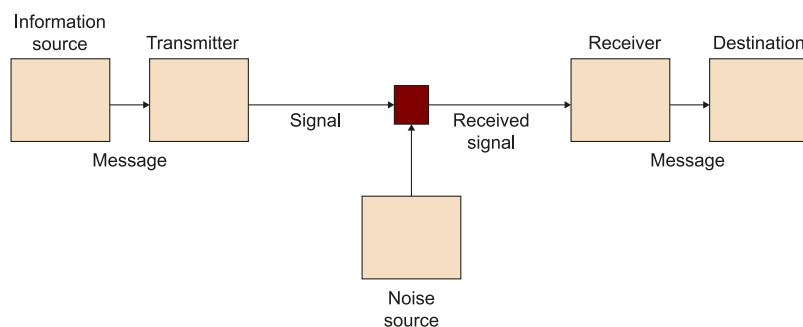 Information
source
Transmitter
Receiver
Destination
Signal
Received
signal
Message
Message
Noise
source